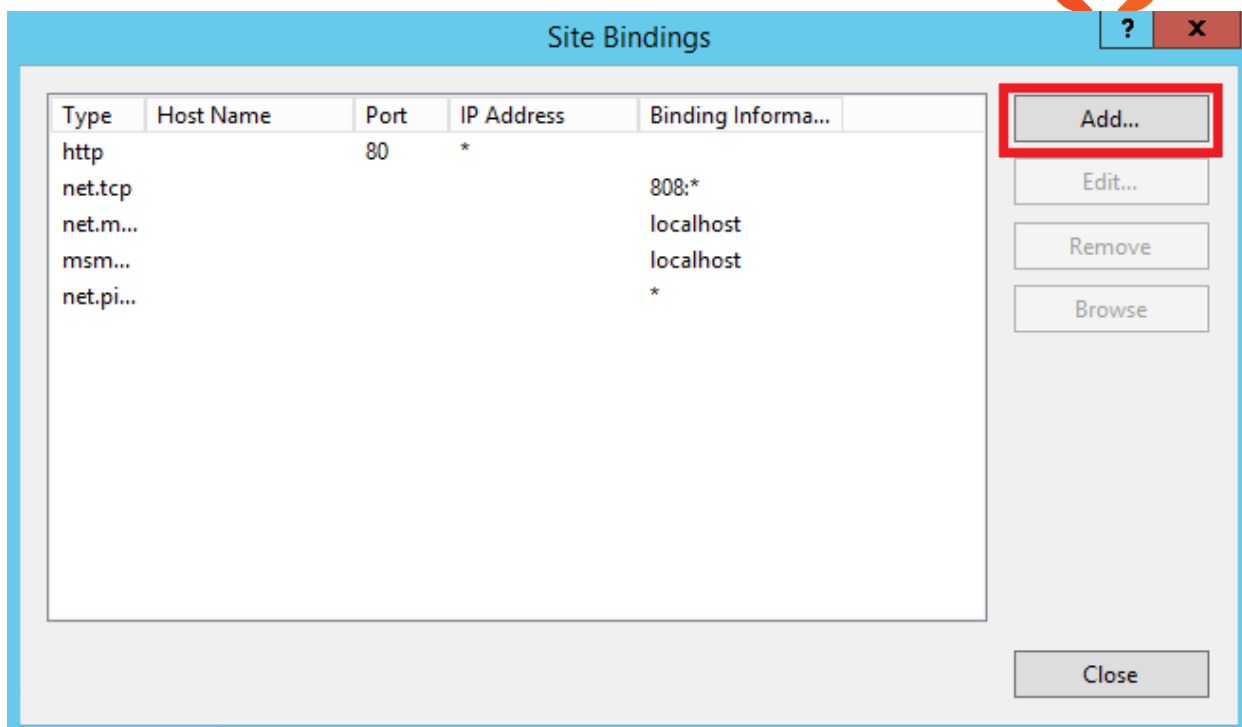 Site Bindings
? x
Type Host Name Port IP Address Binding Informa...
http 80 *
net.tcp 808:*
net.m... localhost
msm... localhost
net.pi... *
Add...
Edit...
Remove
Browse
Close